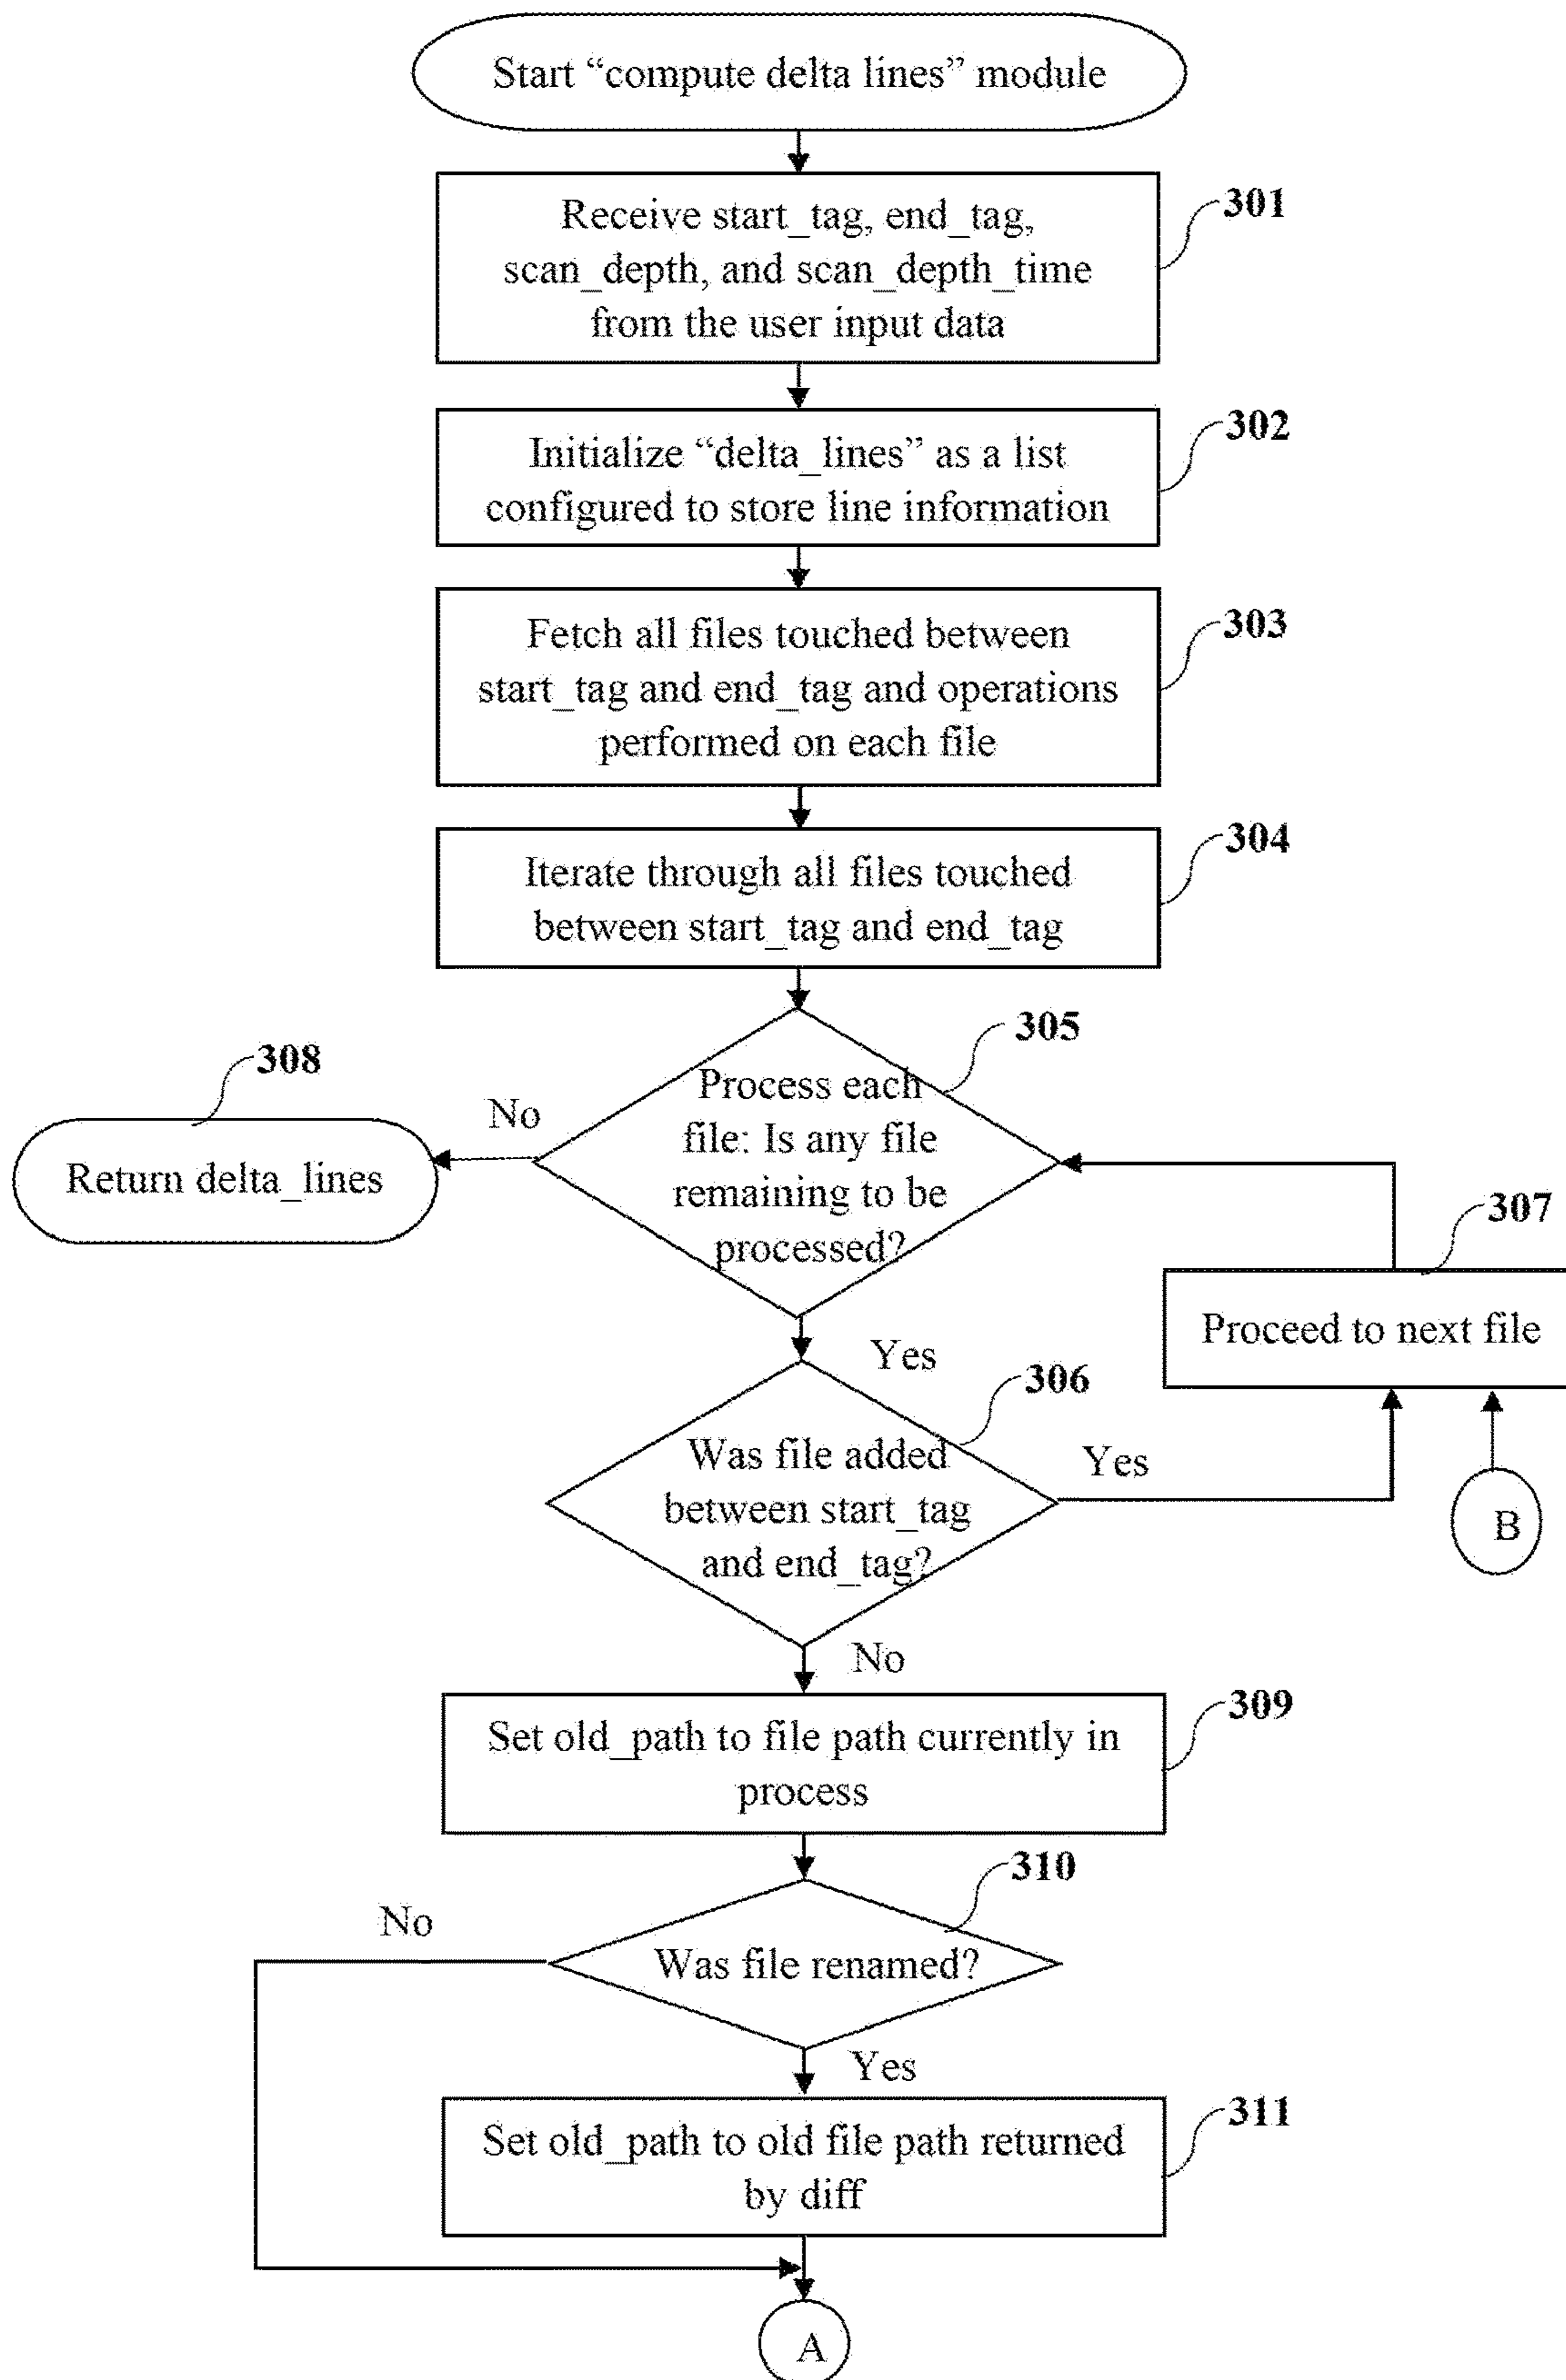 Start “compute delta lines” module
301
Receive start_tag, end_tag,
scan_depth, and scan_depth_time
from the user input data
302
Initialize “delta_lines” as a list
configured to store line information
303
Fetch all files touched between
start_tag and end_tag and operations
performed on each file
304
Iterate through all files touched
between start_tag and end_tag
305
308
Process each
file: Is any file
remaining to be
processed?
No
Return delta_lines
307
Proceed to next file
Yes
306
Was file added
between start_tag
and end_tag?
Yes
B
No
309
Set old_path to file path currently in
process
310
No
Was file renamed?
Yes
311
Set old_path to old file path returned
by diff
A